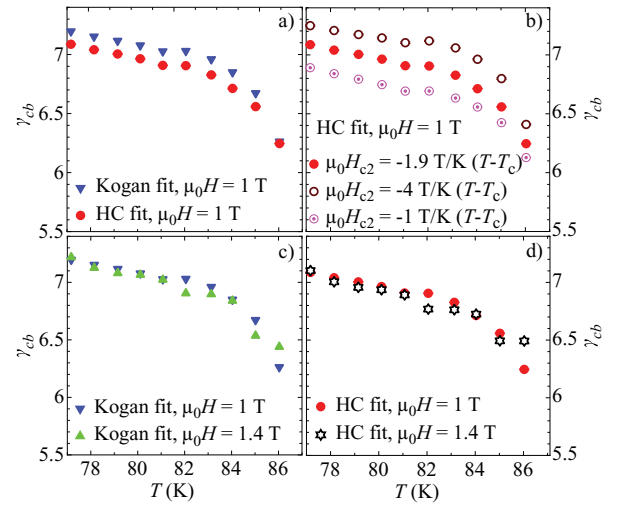 a)
7
6.5
6
5.5
γcb
Kogan fit, μ0H = 1 T
HC fit, μ0H = 1 T
b)
7
6.5
6
5.5
γcb
HC fit, μ0H = 1 T
μ0Hc2 = -1.9 T/K (T-Tc)
μ0Hc2 = -4 T/K (T-Tc)
μ0Hc2 = -1 T/K (T-Tc)
c)
7
6.5
6
5.5
γcb
Kogan fit, μ0H = 1 T
Kogan fit, μ0H = 1.4 T
78 80 82 84 86
T (K)
d)
7
6.5
6
5.5
γcb
HC fit, μ0H = 1 T
HC fit, μ0H = 1.4 T
78 80 82 84 86
T (K)